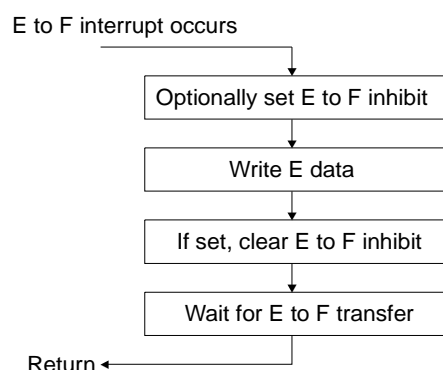 E to F interrupt occurs
Optionally set E to F inhibit
Write E data
If set, clear E to F inhibit
Wait for E to F transfer
Return